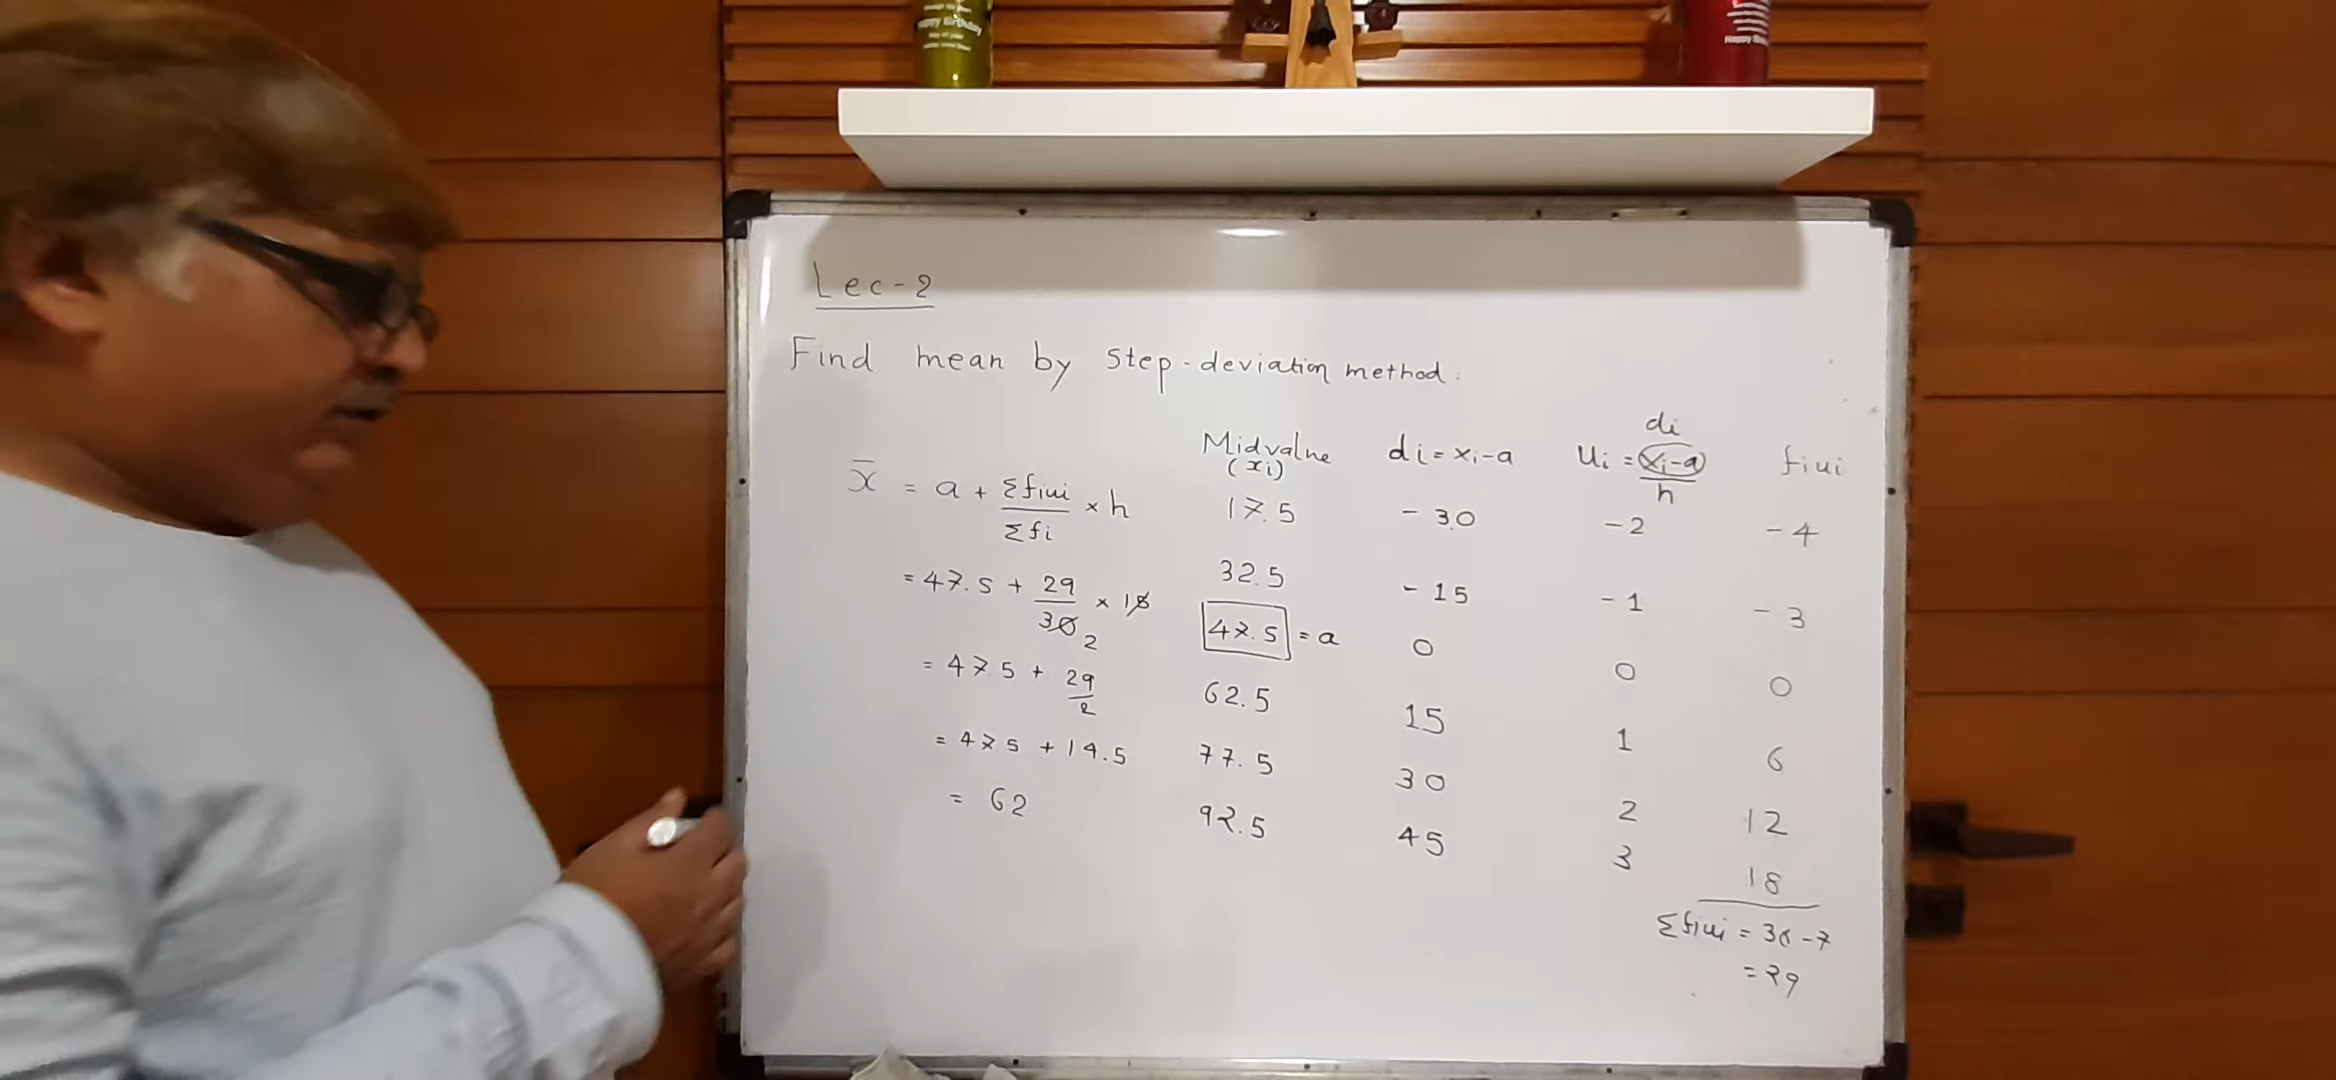 Happy Birthday
Lec-2
Find mean by step-deviation method:
x̄ = a + Σfiui/Σfi × h
= 47.5 + 29/30 2 × 15
= 47.5 + 29/2
= 47.5 + 14.5
= 62
Midvalue (xi)
17.5
32.5
47.5 = a
62.5
77.5
92.5
di = xi-a
-30
-15
0
15
30
45
di
ui = (xi-a)/h
-2
-1
0
1
2
3
fiui
-4
-3
0
6
12
18
Σfiui = 36-7
= 29